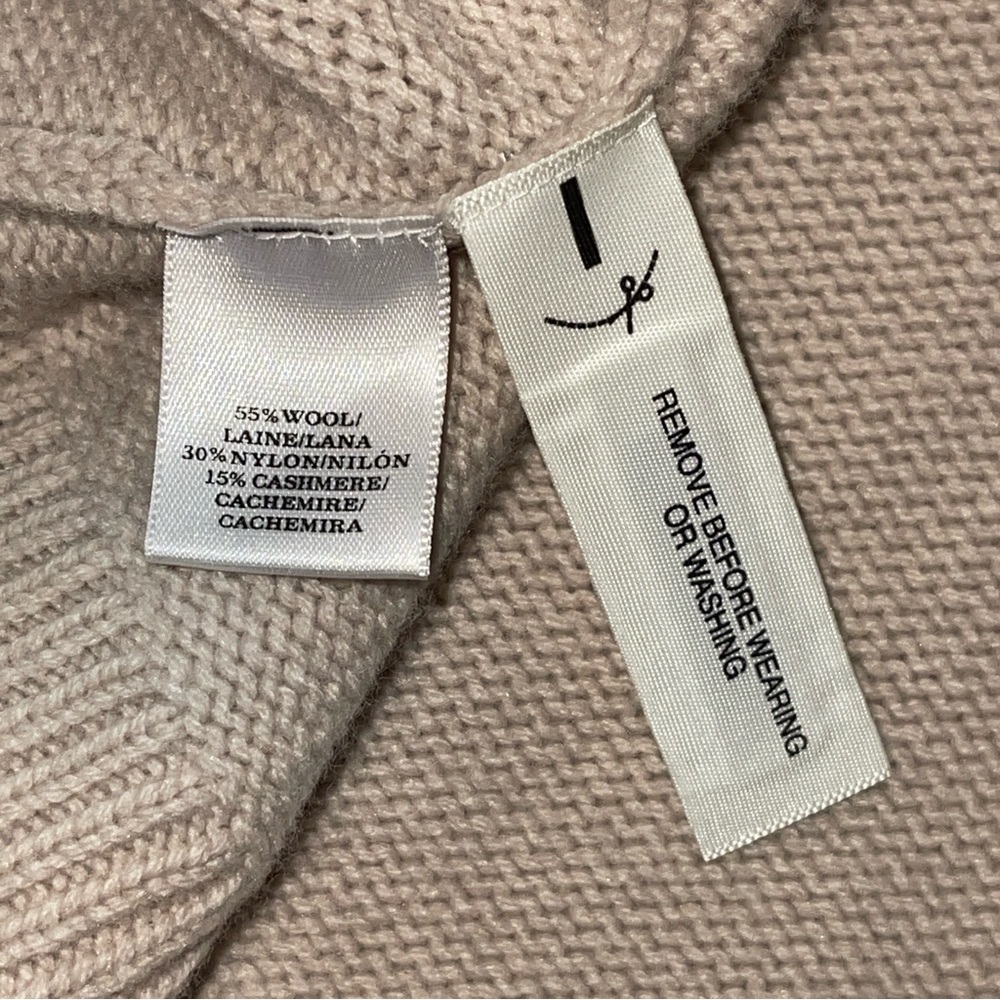 55% WOOL/
LAINE/LANA
30% NYLON/NILÓN
15% CASHMERE/
CACHEMIRE/
CACHEMIRA
REMOVE BEFORE WEARING
OR WASHING